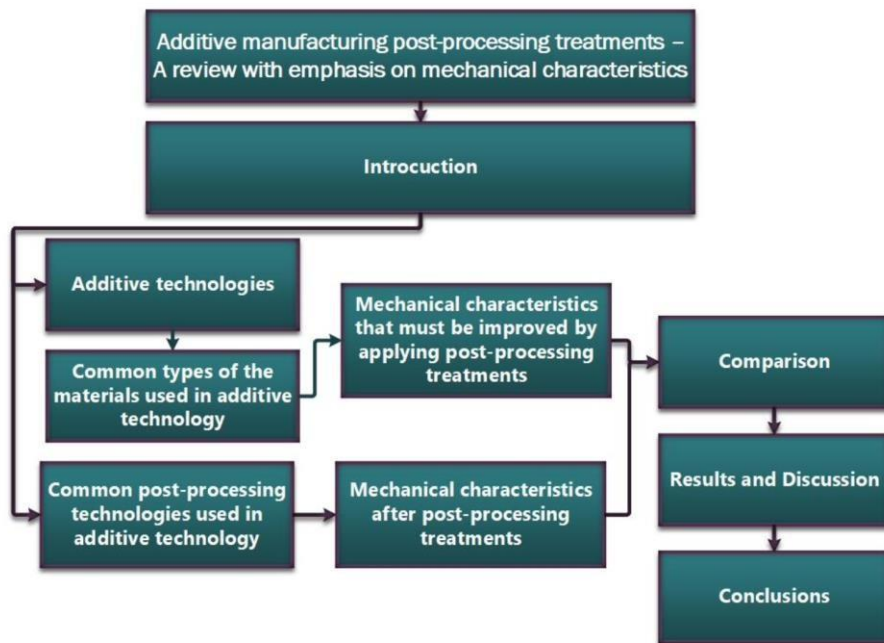 Additive manufacturing post-processing treatments –
A review with emphasis on mechanical characteristics
Introcuction
Additive technologies
Common types of the
materials used in additive
technology
Mechanical characteristics
that must be improved by
applying post-processing
treatments
Common post-processing
technologies used in
additive technology
Mechanical characteristics
after post-processing
treatments
Comparison
Results and Discussion
Conclusions